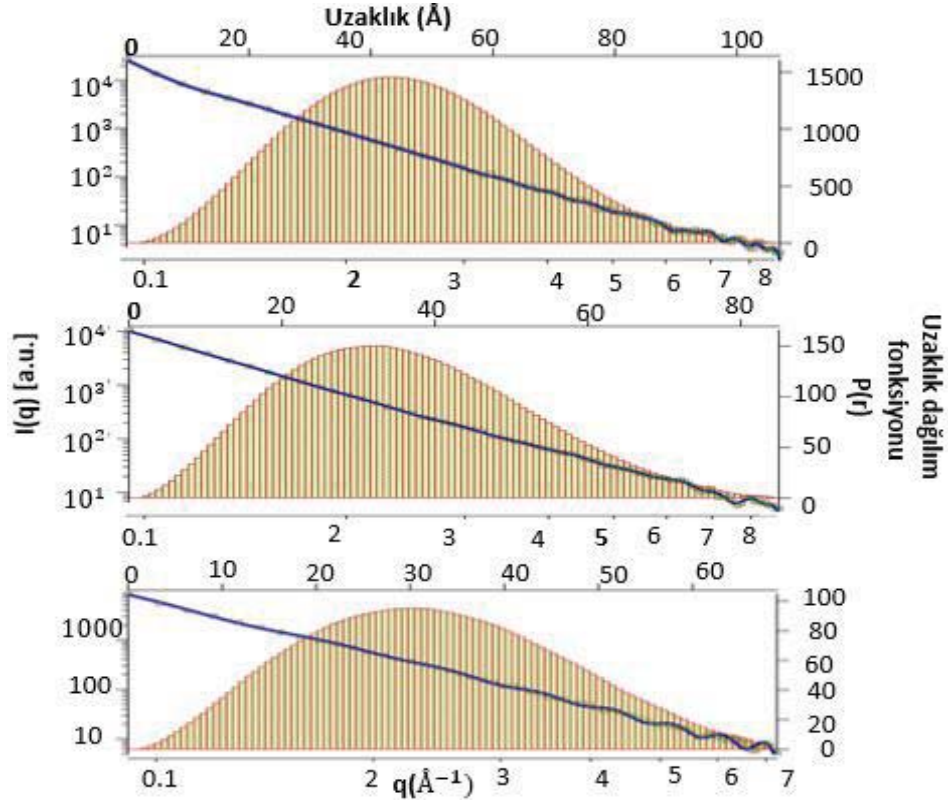 Uzaklık (Å)
0 20 40 60 80 100
10⁴
10³
10²
10¹
1500
1000
500
0
0.1 2 3 4 5 6 7 8
0 20 40 60 80
10⁴
10³
10²
10¹
150
100
50
0
0.1 2 3 4 5 6 7 8
I(q) [a.u.]
P(r)
Uzaklık dağılım
fonksiyonu
0 10 20 30 40 50 60
1000
100
10
100
80
60
40
20
0
0.1 2 3 4 5 6 7
q(Å⁻¹)